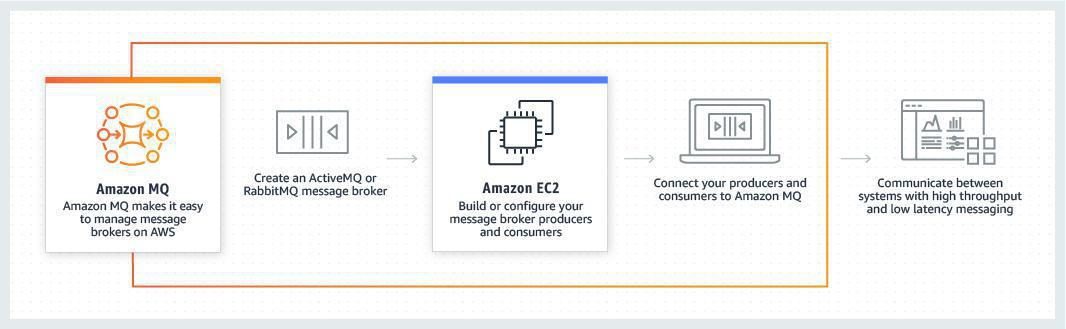 Amazon MQ
Amazon MQ makes it easy
to manage message
brokers on AWS
Create an ActiveMQ or
RabbitMQ message broker
Amazon EC2
Build or configure your
message broker producers
and consumers
Connect your producers and
consumers to Amazon MQ
Communicate between
systems with high throughput
and low latency messaging